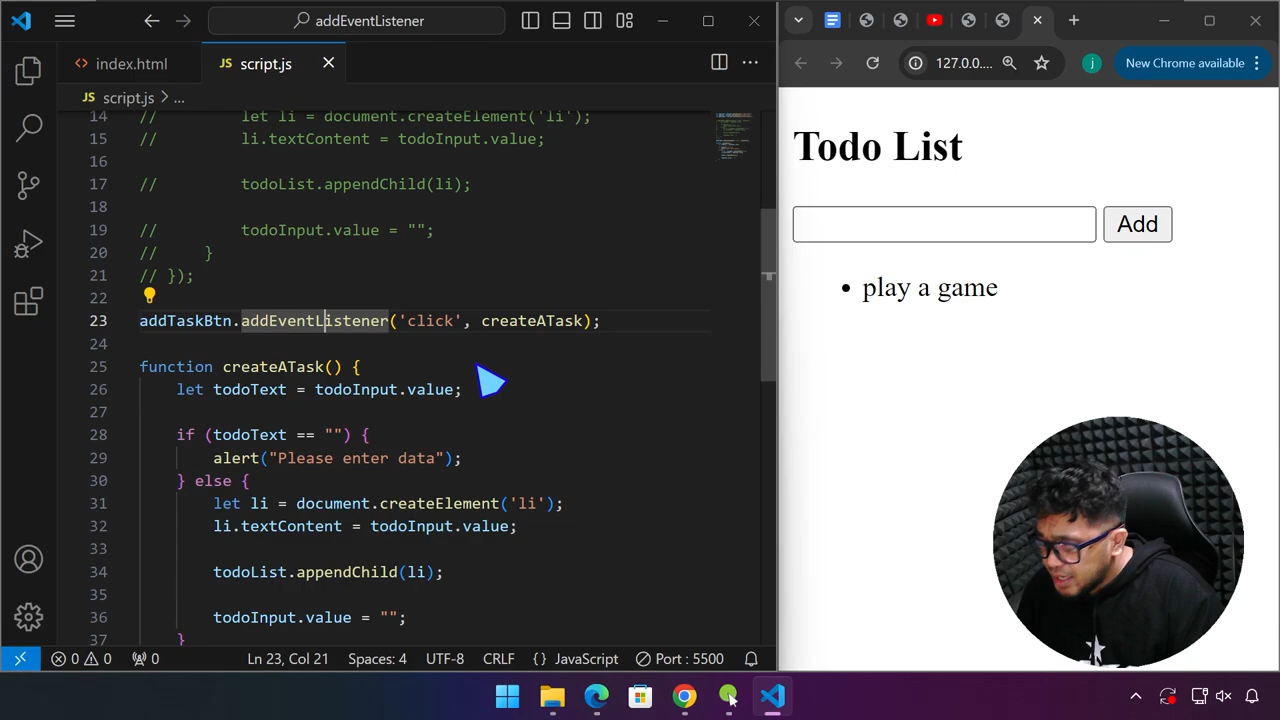 addEventListener
index.html
JS script.js
JS script.js > ...
14 // let li = document.createElement('li');
15 // li.textContent = todoInput.value;
16
17 // todoList.appendChild(li);
18
19 // todoInput.value = "";
20 // }
21 // });
22
23 addTaskBtn.addEventListener('click', createATask);
24
25 function createATask() {
26 let todoText = todoInput.value;
27
28 if (todoText == "") {
29 alert("Please enter data");
30 } else {
31 let li = document.createElement('li');
32 li.textContent = todoInput.value;
33
34 todoList.appendChild(li);
35
36 todoInput.value = "";
37 }
0 0 0 Ln 23, Col 21 Spaces: 4 UTF-8 CRLF {} JavaScript Port : 5500
127.0.0.... j New Chrome available
Todo List
Add
• play a game